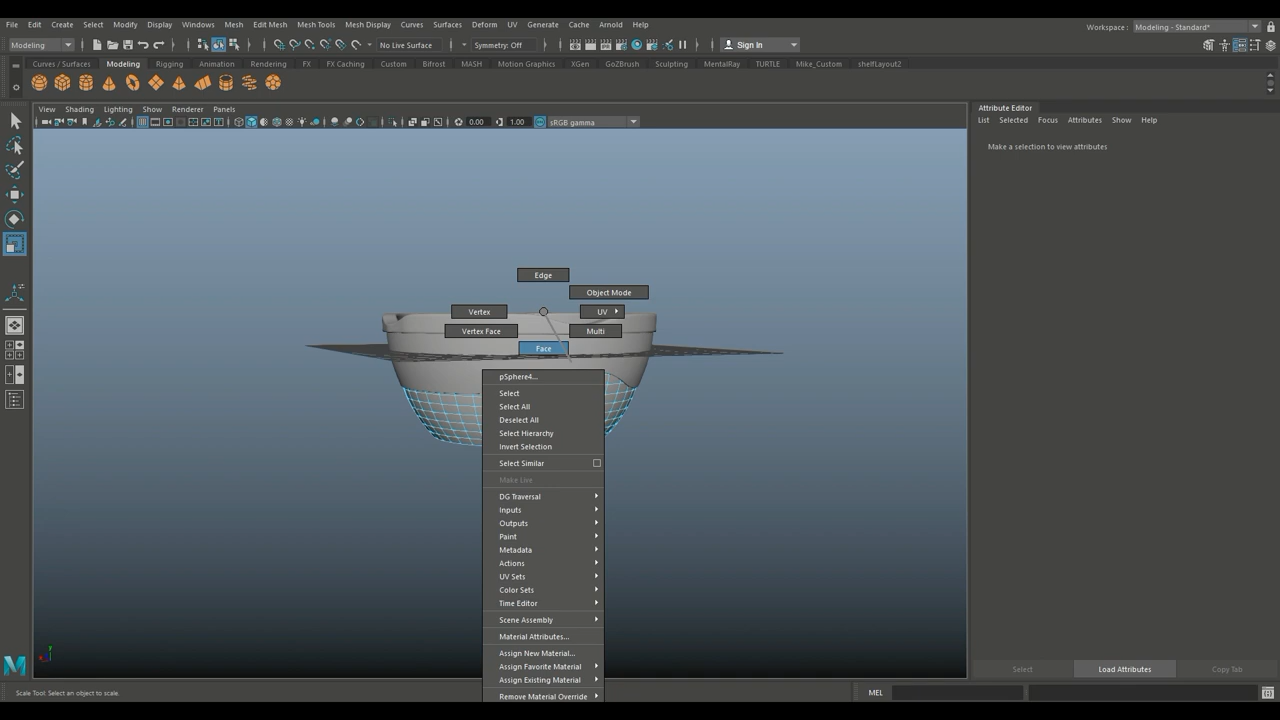 File Edit Create Select Modify Display Windows Mesh Edit Mesh Mesh Tools Mesh Display Curves Surfaces Deform UV Generate Cache Arnold Help
Workspace : Modeling - Standard*
Modeling
No Live Surface
Symmetry: Off
Sign In
Curves / Surfaces Modeling Rigging Animation Rendering FX FX Caching Custom Bifrost MASH Motion Graphics XGen GoZBrush Sculpting MentalRay TURTLE Mike_Custom shelfLayout2
View Shading Lighting Show Renderer Panels
0.00 1.00 sRGB gamma
Attribute Editor
List Selected Focus Attributes Show Help
Make a selection to view attributes
Edge
Object Mode
Vertex UV
Vertex Face Multi
Face
pSphere4...
Select
Select All
Deselect All
Select Hierarchy
Invert Selection
Select Similar
Make Live
DG Traversal
Inputs
Outputs
Paint
Metadata
Actions
UV Sets
Color Sets
Time Editor
Scene Assembly
Material Attributes...
Assign New Material...
Assign Favorite Material
Assign Existing Material
Remove Material Override
Select Load Attributes Copy Tab
Scale Tool: Select an object to scale.
MEL